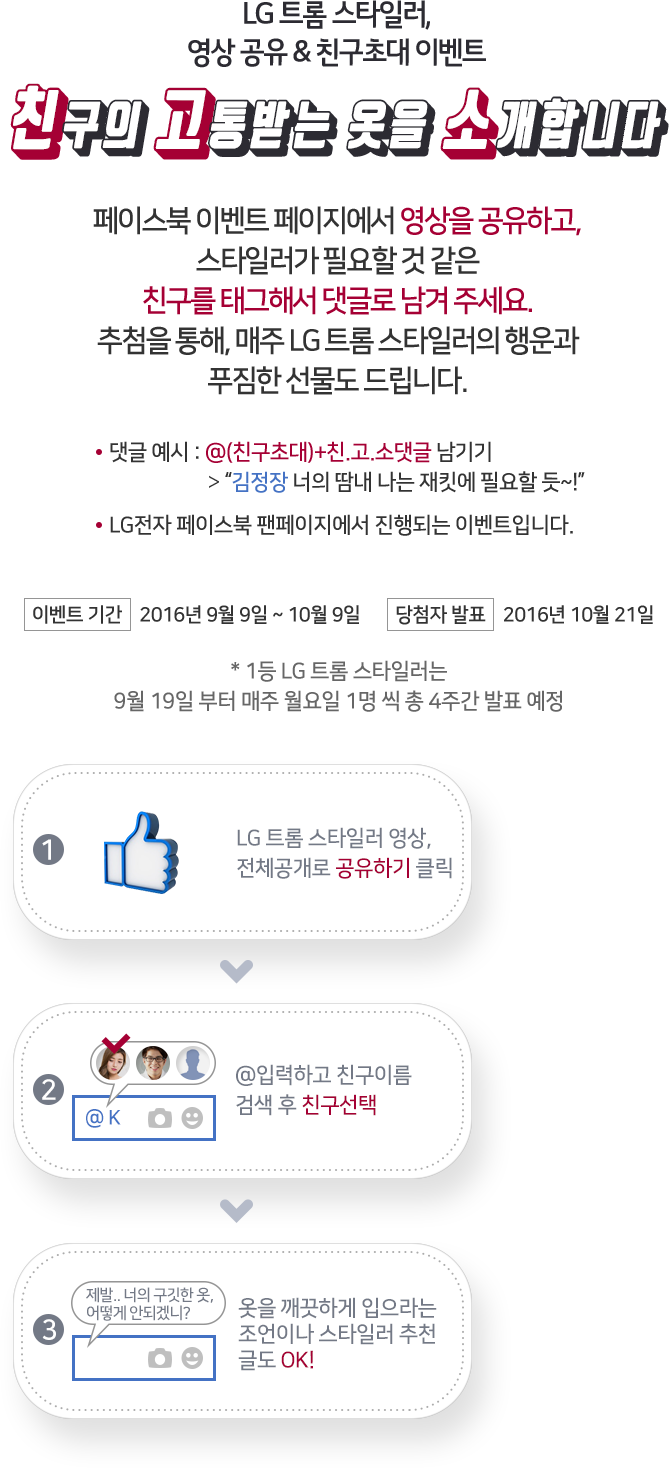 LG 트롬 스타일러,
영상 공유 & 친구초대 이벤트
친구의 고통받는 옷을 소개합니다
페이스북 이벤트 페이지에서 영상을 공유하고,
스타일러가 필요할 것 같은
친구를 태그해서 댓글로 남겨 주세요.
추첨을 통해, 매주 LG 트롬 스타일러의 행운과
푸짐한 선물도 드립니다.
• 댓글 예시 : @(친구초대)+친.고.소댓글 남기기
> “김정장 너의 땀내 나는 재킷에 필요할 듯~!”
• LG전자 페이스북 팬페이지에서 진행되는 이벤트입니다.
이벤트 기간 2016년 9월 9일 ~ 10월 9일 당첨자 발표 2016년 10월 21일
* 1등 LG 트롬 스타일러는
9월 19일 부터 매주 월요일 1명 씩 총 4주간 발표 예정
1
LG 트롬 스타일러 영상,
전체공개로 공유하기 클릭
2
@ K
@입력하고 친구이름
검색 후 친구선택
3
제발.. 너의 구깃한 옷,
어떻게 안되겠니?
옷을 깨끗하게 입으라는
조언이나 스타일러 추천
글도 OK!